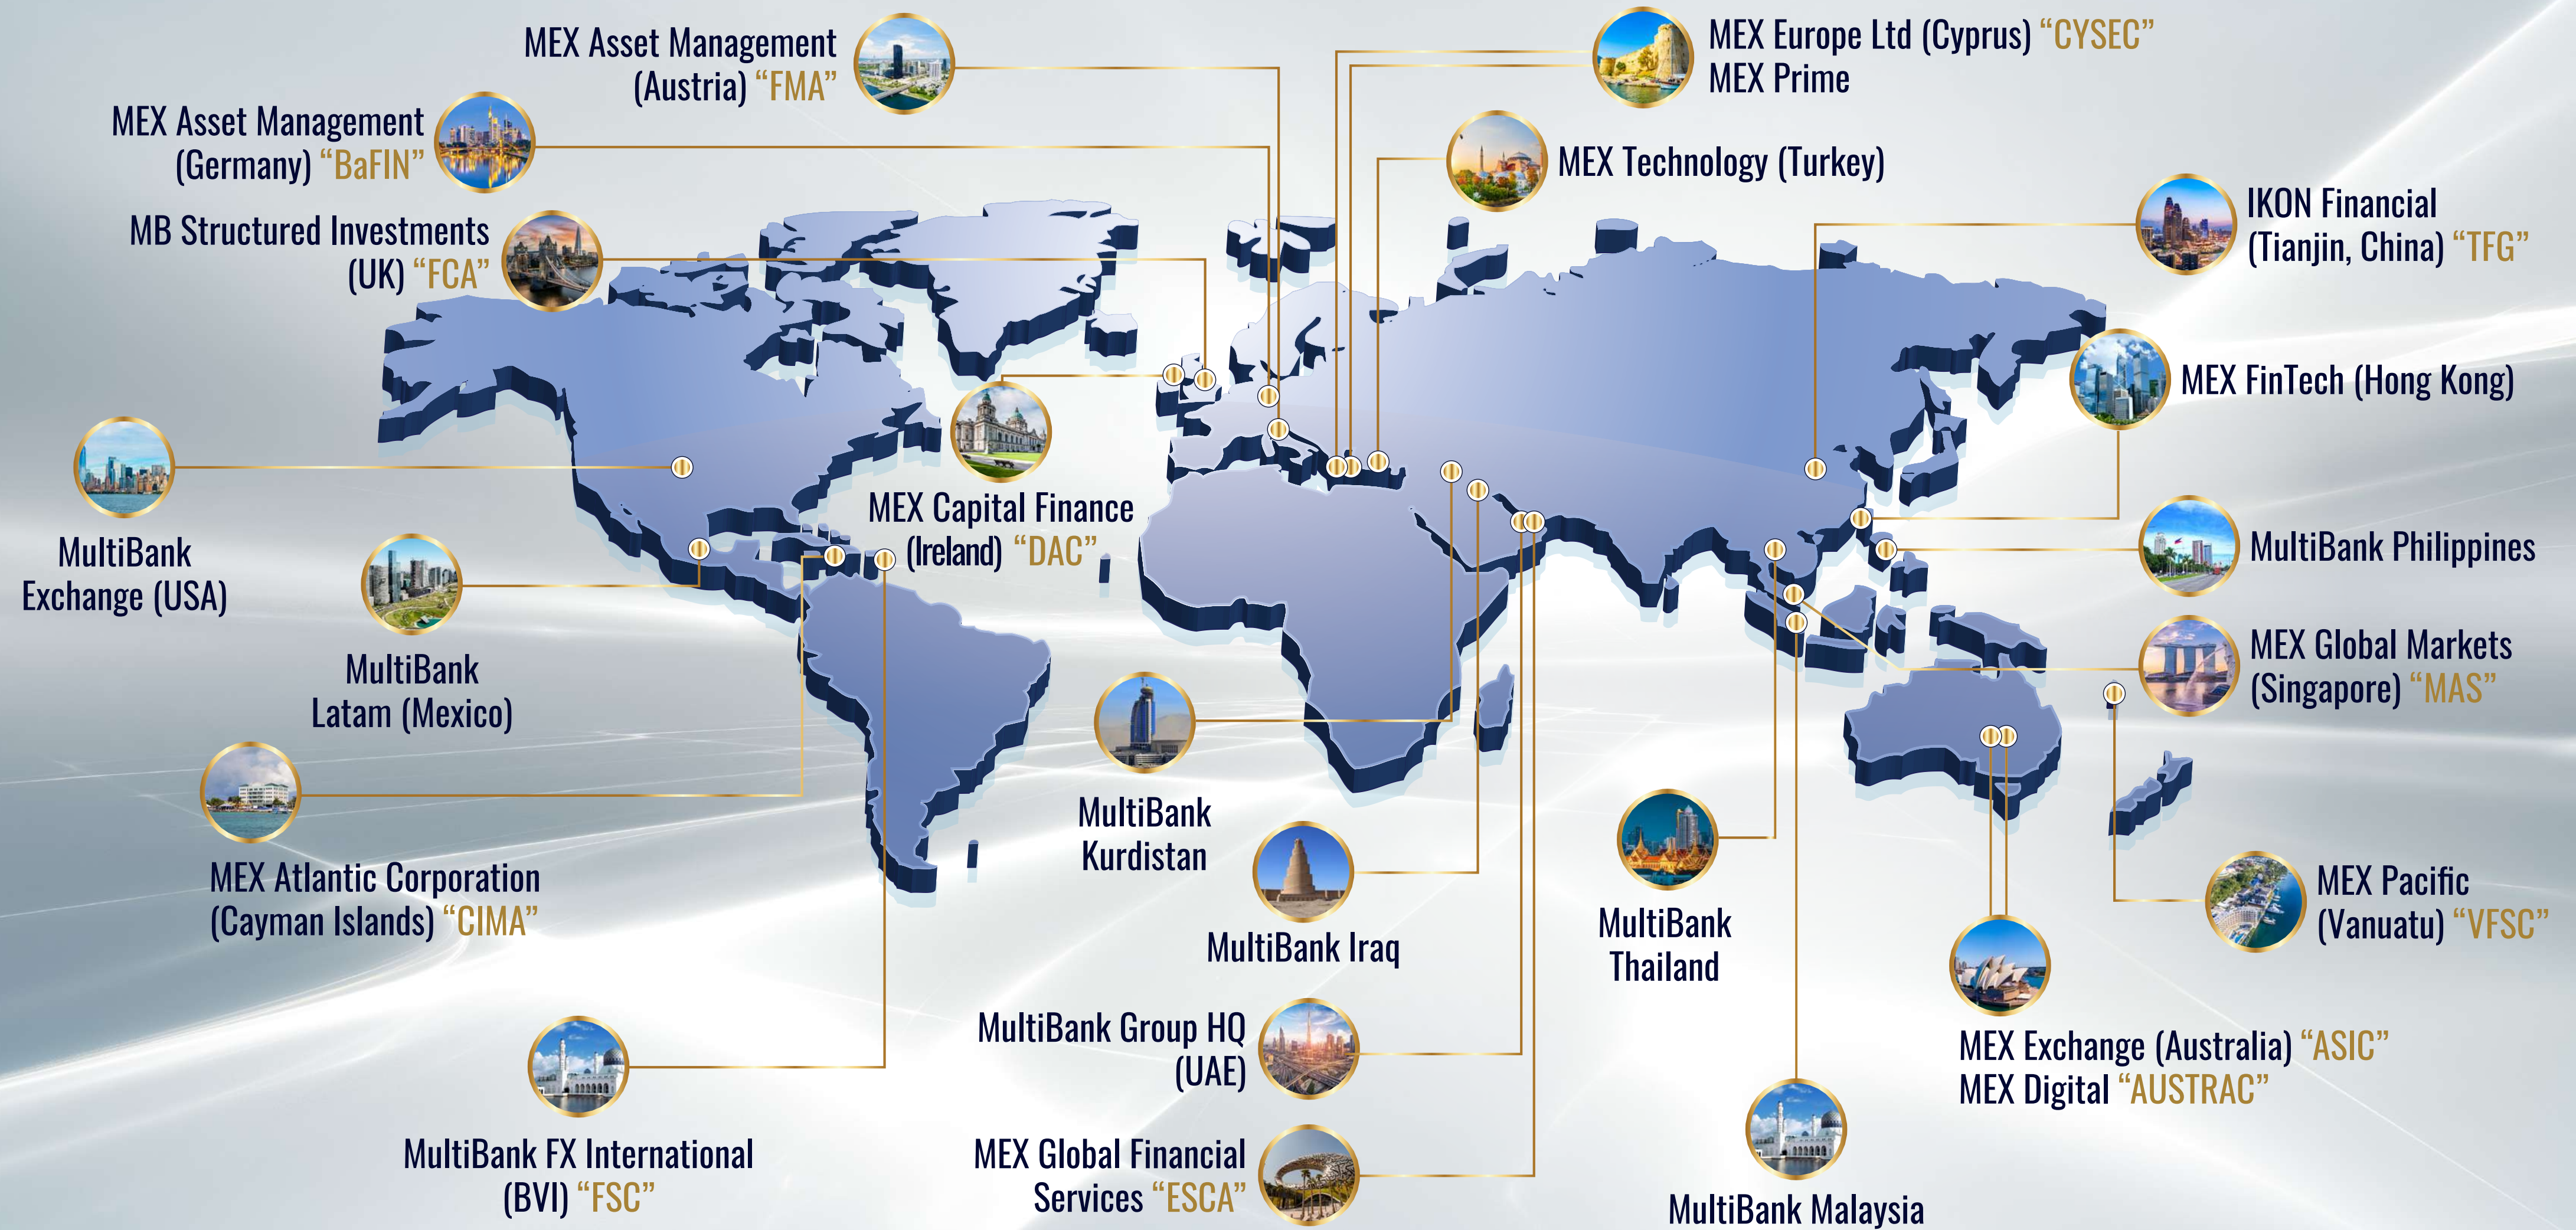 MEX Asset Management
(Austria) “FMA”
MEX Europe Ltd (Cyprus) “CYSEC”
MEX Prime
MEX Asset Management
(Germany) “BaFIN”
MEX Technology (Turkey)
MB Structured Investments
(UK) “FCA”
IKON Financial
(Tianjin, China) “TFG”
MEX FinTech (Hong Kong)
MultiBank
Exchange (USA)
MEX Capital Finance
(Ireland) “DAC”
MultiBank Philippines
MultiBank
Latam (Mexico)
MEX Global Markets
(Singapore) “MAS”
MultiBank
Kurdistan
MEX Atlantic Corporation
(Cayman Islands) “CIMA”
MultiBank Iraq
MultiBank
Thailand
MEX Pacific
(Vanuatu) “VFSC”
MultiBank Group HQ
(UAE)
MEX Exchange (Australia) “ASIC”
MEX Digital “AUSTRAC”
MultiBank FX International
(BVI) “FSC”
MEX Global Financial
Services “ESCA”
MultiBank Malaysia